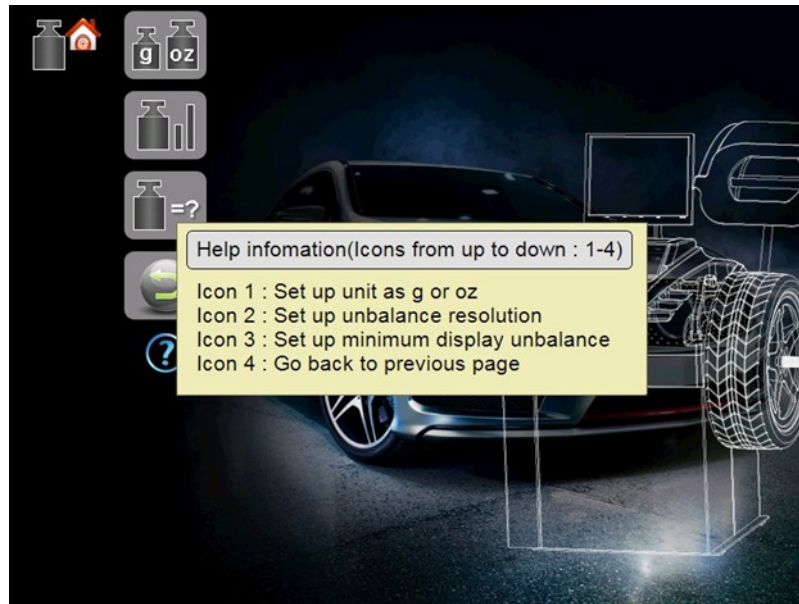 g oz
=?
Help infomation(Icons from up to down : 1-4)
Icon 1 : Set up unit as g or oz
Icon 2 : Set up unbalance resolution
Icon 3 : Set up minimum display unbalance
Icon 4 : Go back to previous page
?